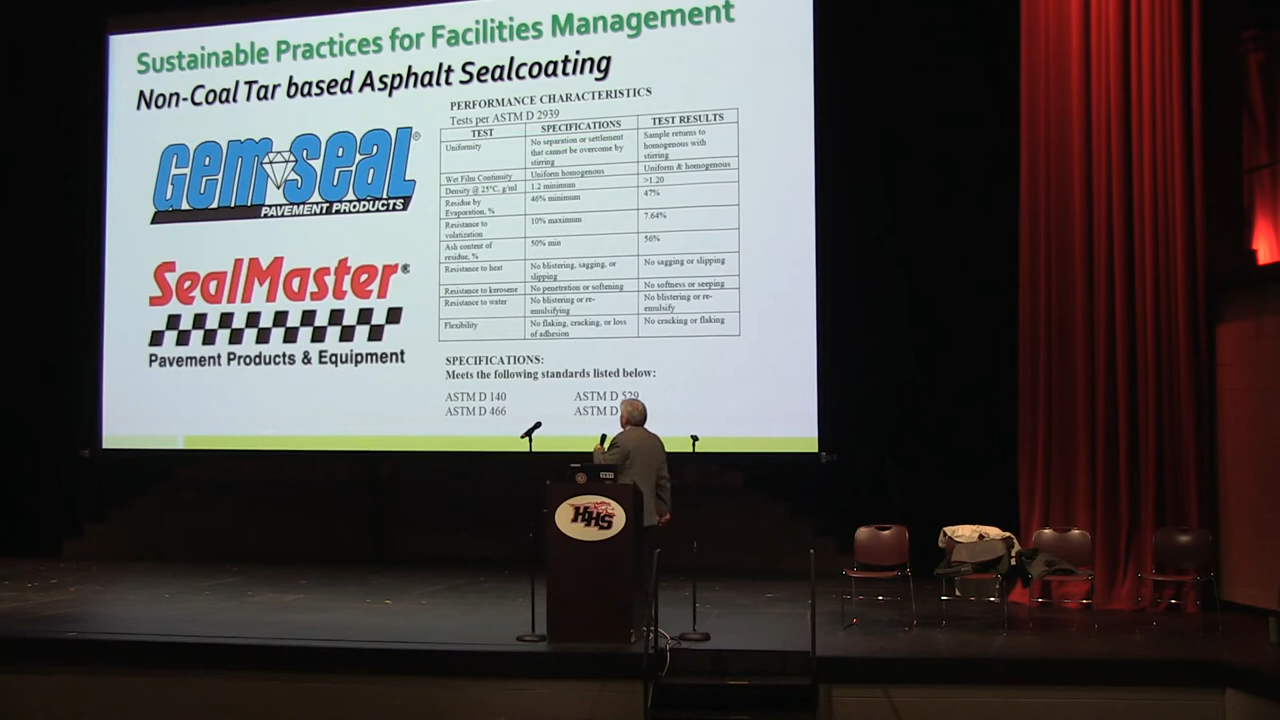 Sustainable Practices for Facilities Management
Non-Coal Tar based Asphalt Sealcoating
GemSeal®
PAVEMENT PRODUCTS
SealMaster®
Pavement Products & Equipment
PERFORMANCE CHARACTERISTICS
Tests per ASTM D 2939
TEST SPECIFICATIONS TEST RESULTS
Uniformity No separation or settlement Sample returns to
that cannot be overcome by homogenous with
stirring stirring
Wet Film Continuity Uniform homogenous Uniform & homogenous
Density @ 25°C, g/ml 1.2 minimum >1.20
Residue by 46% minimum 47%
Evaporation, %
Resistance to 10% maximum 7.64%
volatization
Ash content of 50% min 56%
residue, %
Resistance to heat No blistering, sagging, or No sagging or slipping
slipping
Resistance to kerosene No penetration or softening No softness or seeping
Resistance to water No blistering or re- No blistering or re-
emulsifying emulsify
Flexibility No flaking, cracking, or loss No cracking or flaking
of adhesion
SPECIFICATIONS:
Meets the following standards listed below:
ASTM D 140 ASTM D 529
ASTM D 466 ASTM D
HHS